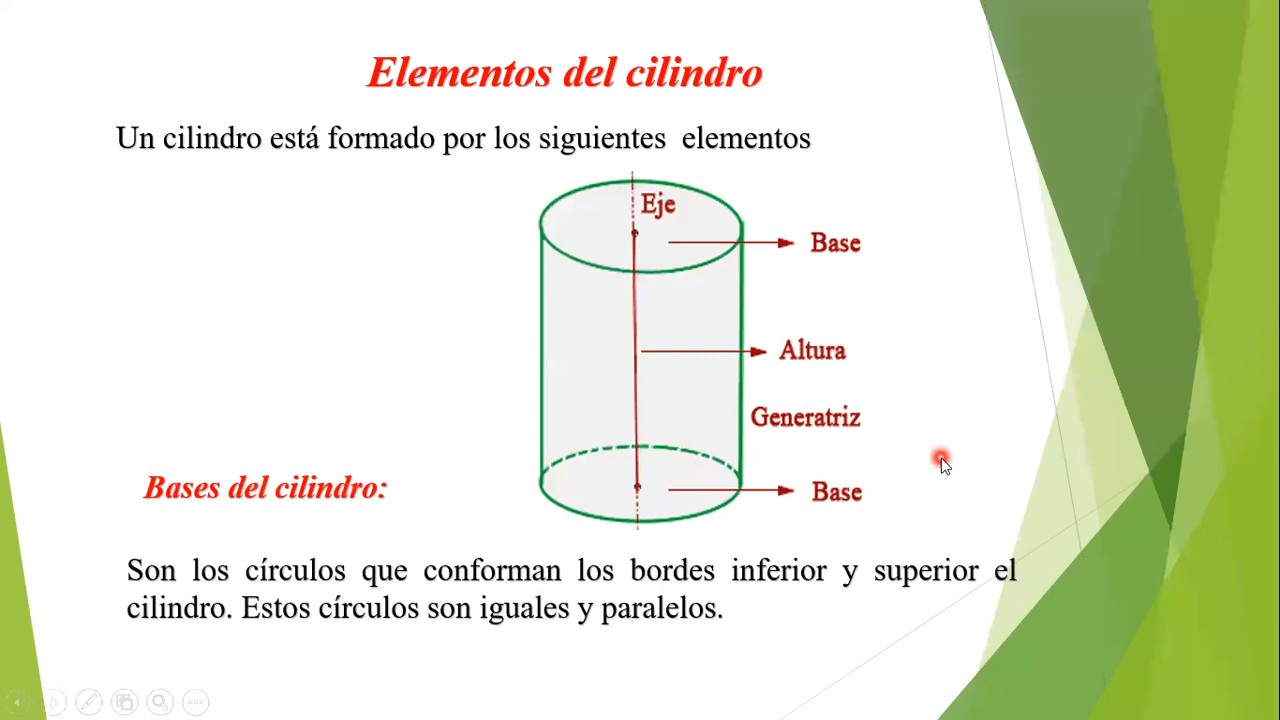 Elementos del cilindro
Un cilindro está formado por los siguientes elementos
Eje
Base
Altura
Generatriz
Base
Bases del cilindro:
Son los círculos que conforman los bordes inferior y superior el
cilindro. Estos círculos son iguales y paralelos.